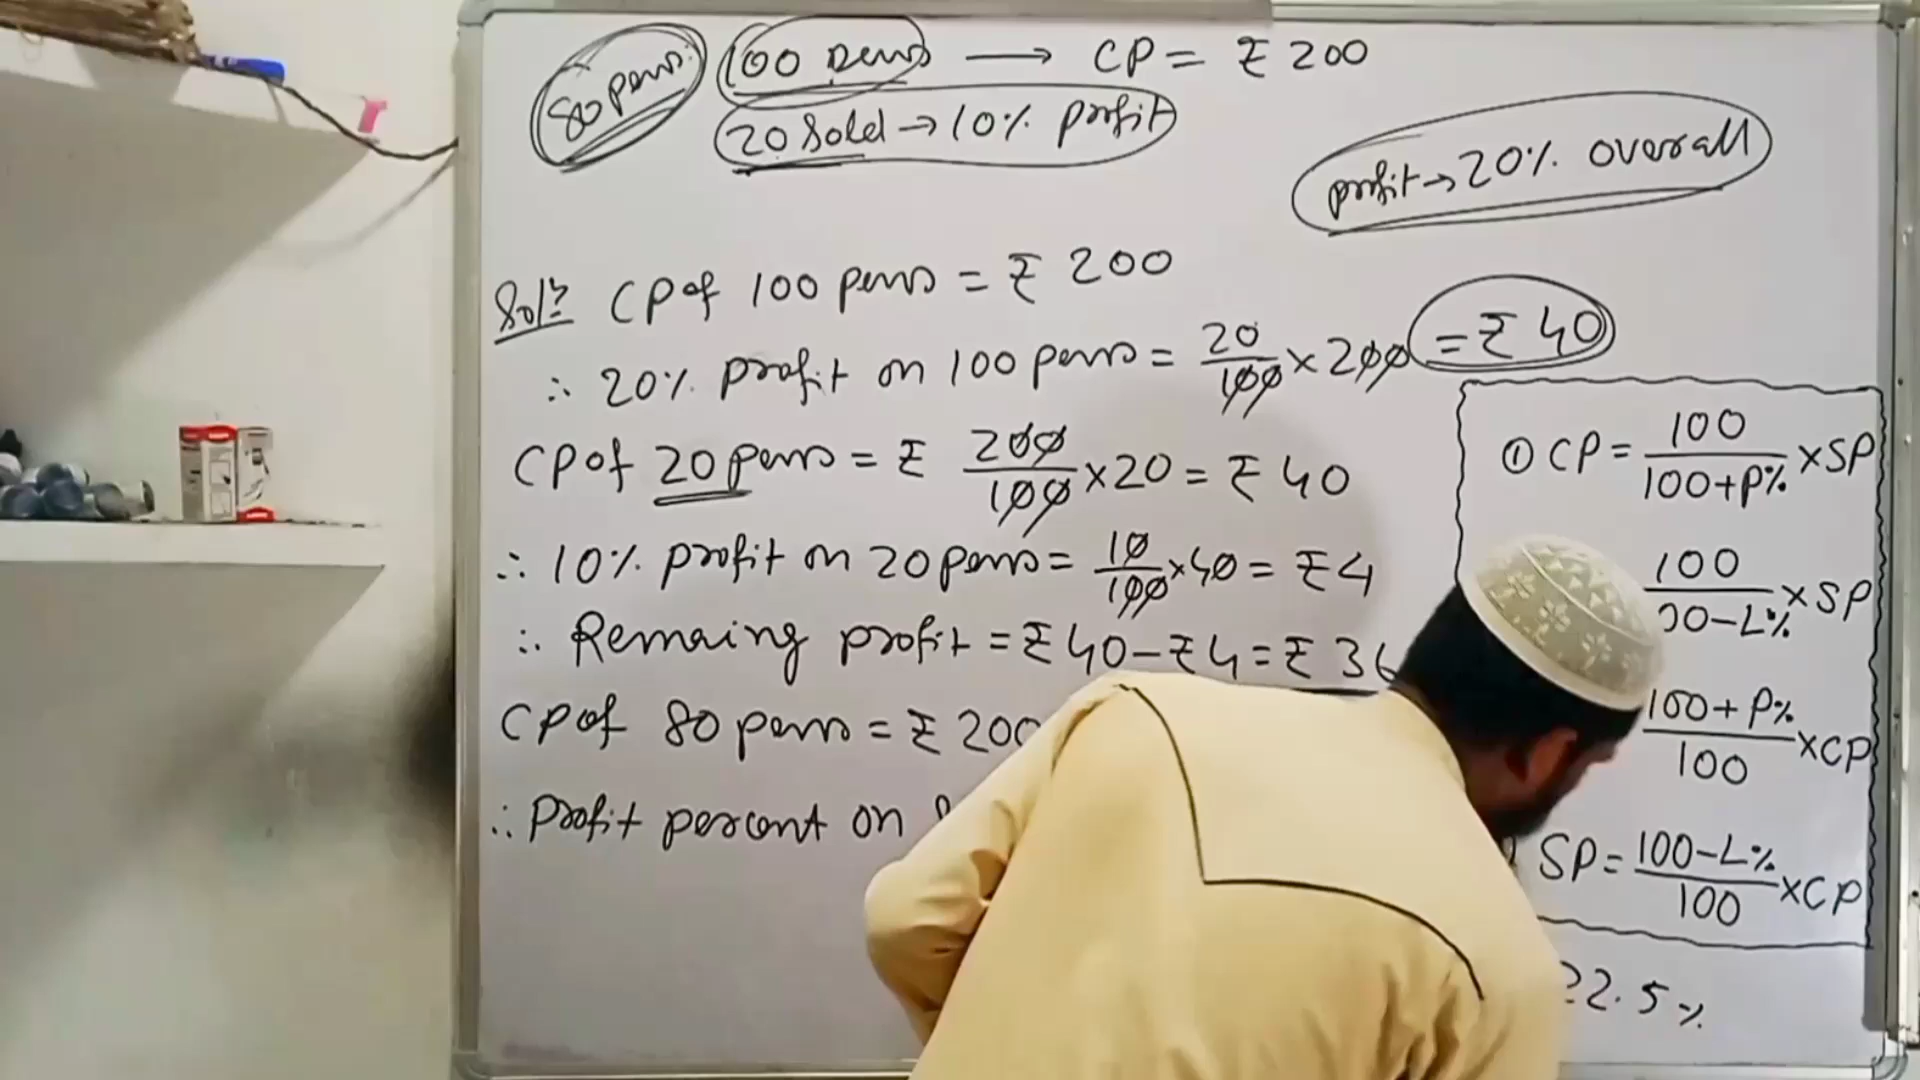 80 pens. 100 pens → CP = ₹ 200
20 sold → 10% profit
profit → 20% overall
Solⁿ: CP of 100 pens = ₹ 200
∴ 20% profit on 100 pens = 20/100 × 200 = ₹ 40
CP of 20 pens = ₹ 200/100 × 20 = ₹ 40
∴ 10% profit on 20 pens = 10/100 × 40 = ₹ 4
∴ Remaing profit = ₹ 40 - ₹ 4 = ₹ 36
CP of 80 pens = ₹ 200
∴ Profit percent on
① CP = 100/100+P% × SP
100/00-L% × SP
100+P%/100 × CP
SP = 100-L%/100 × CP
22.5%